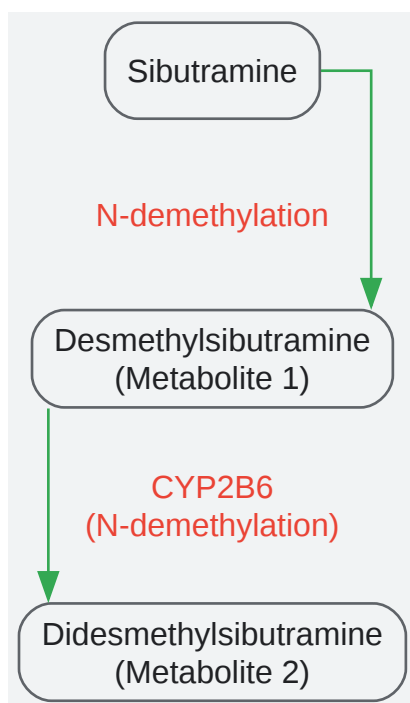 Sibutramine
N-demethylation
Desmethylsibutramine
(Metabolite 1)
CYP2B6
(N-demethylation)
Didesmethylsibutramine
(Metabolite 2)